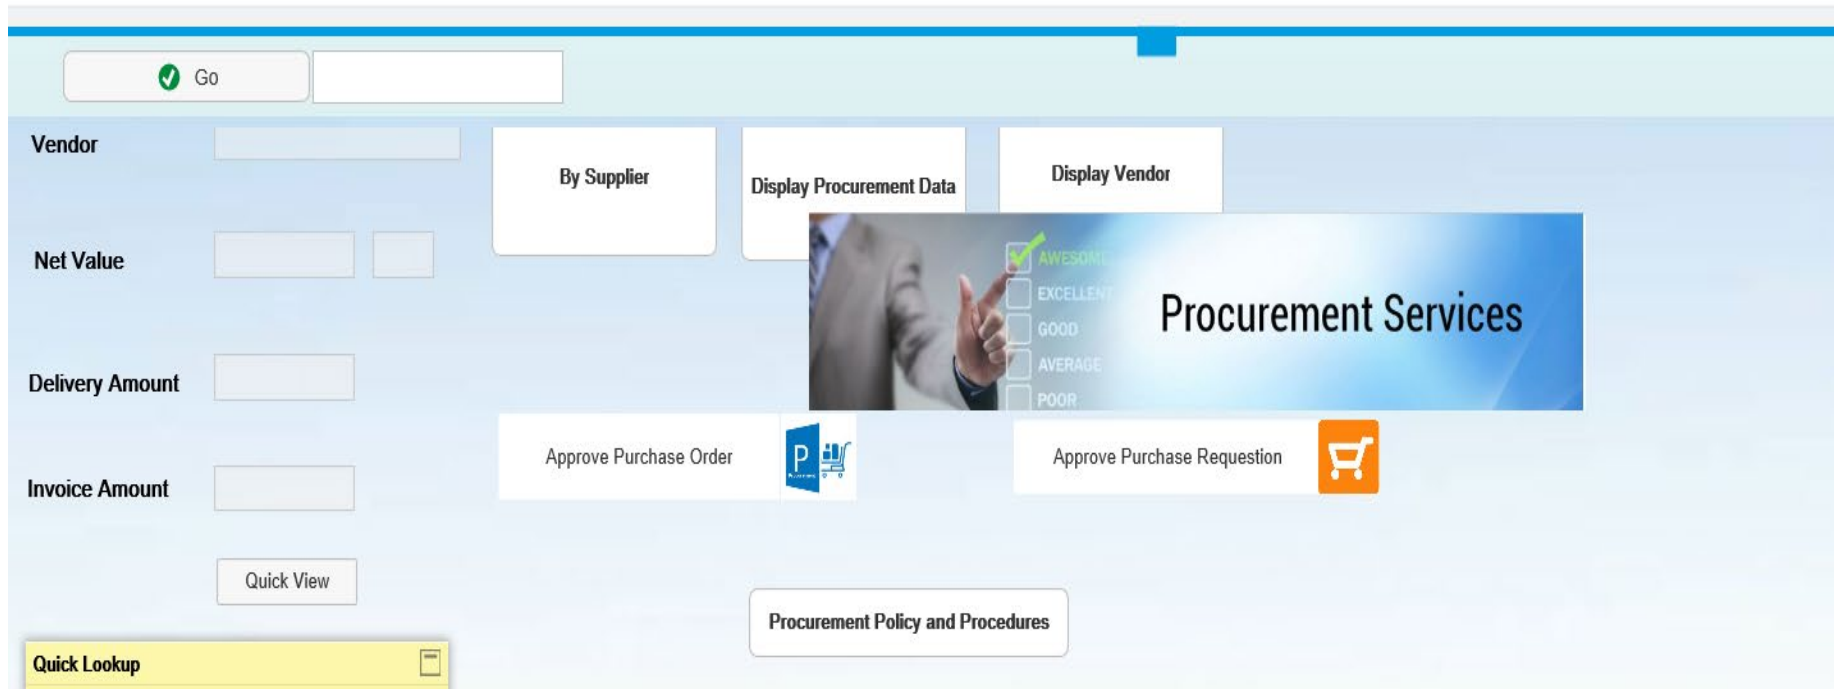 Go
Vendor
By Supplier
Display Procurement Data
Display Vendor
Net Value
AWESOME
EXCELLENT
GOOD
AVERAGE
POOR
Procurement Services
Delivery Amount
Approve Purchase Order
P
Approve Purchase Requestion
Invoice Amount
Quick View
Procurement Policy and Procedures
Quick Lookup